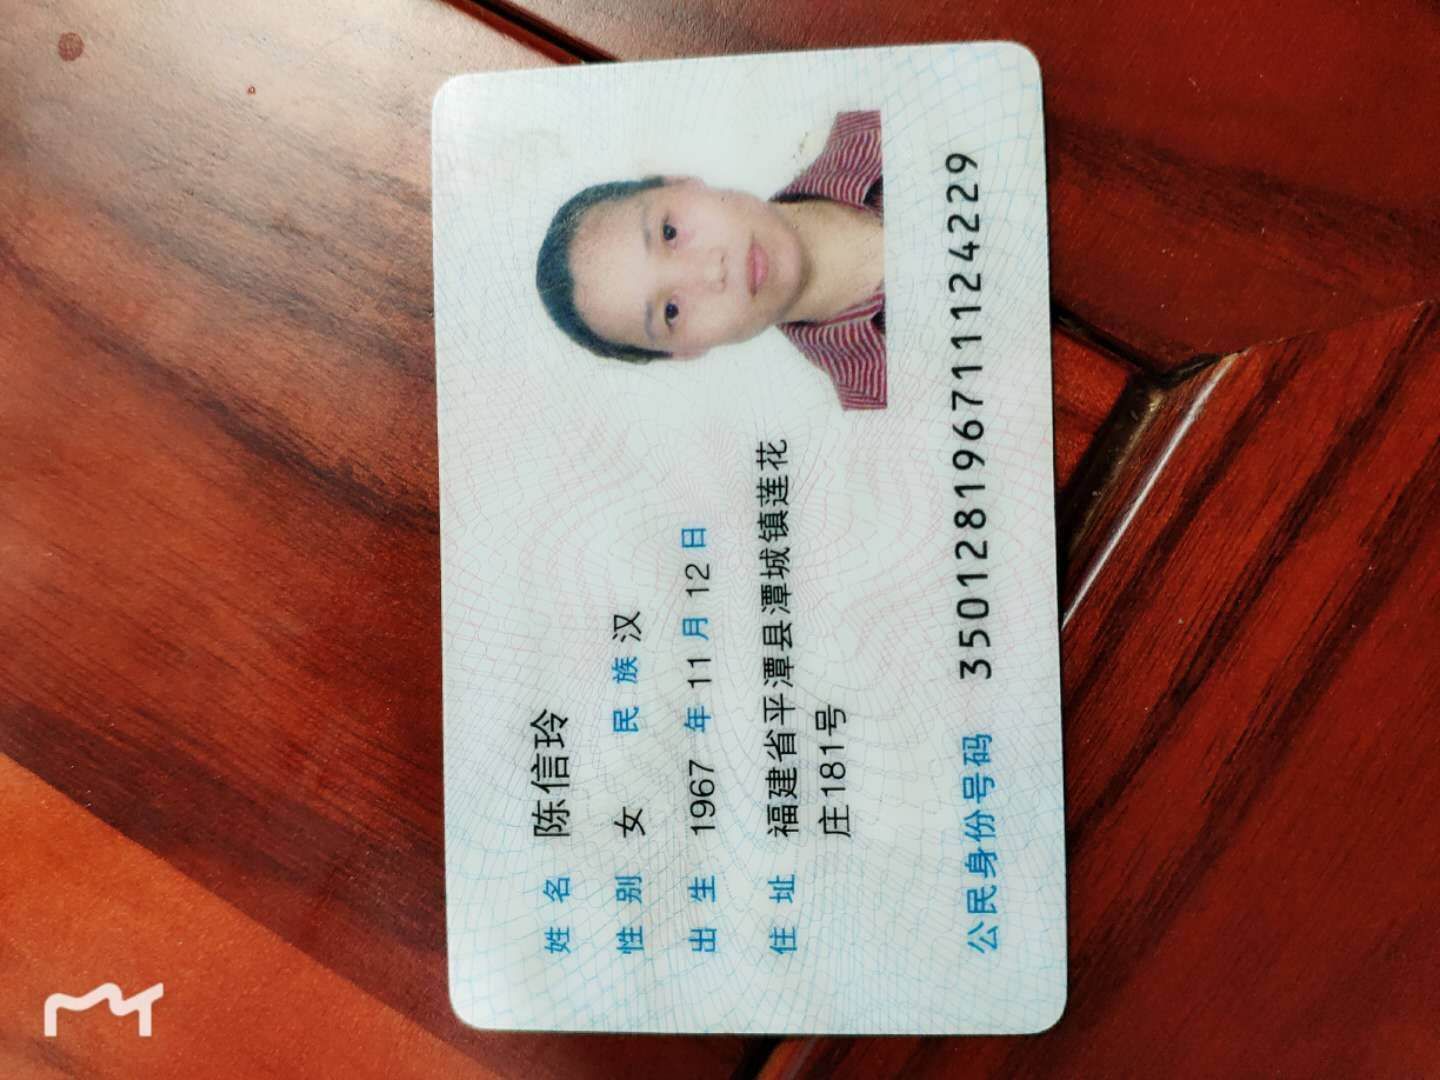 姓名 陈信玲
性别 女 民族 汉
出生 1967 年 11 月 12 日
住址 福建省平潭县潭城镇莲花
庄181号
公民身份号码 350128196711124229